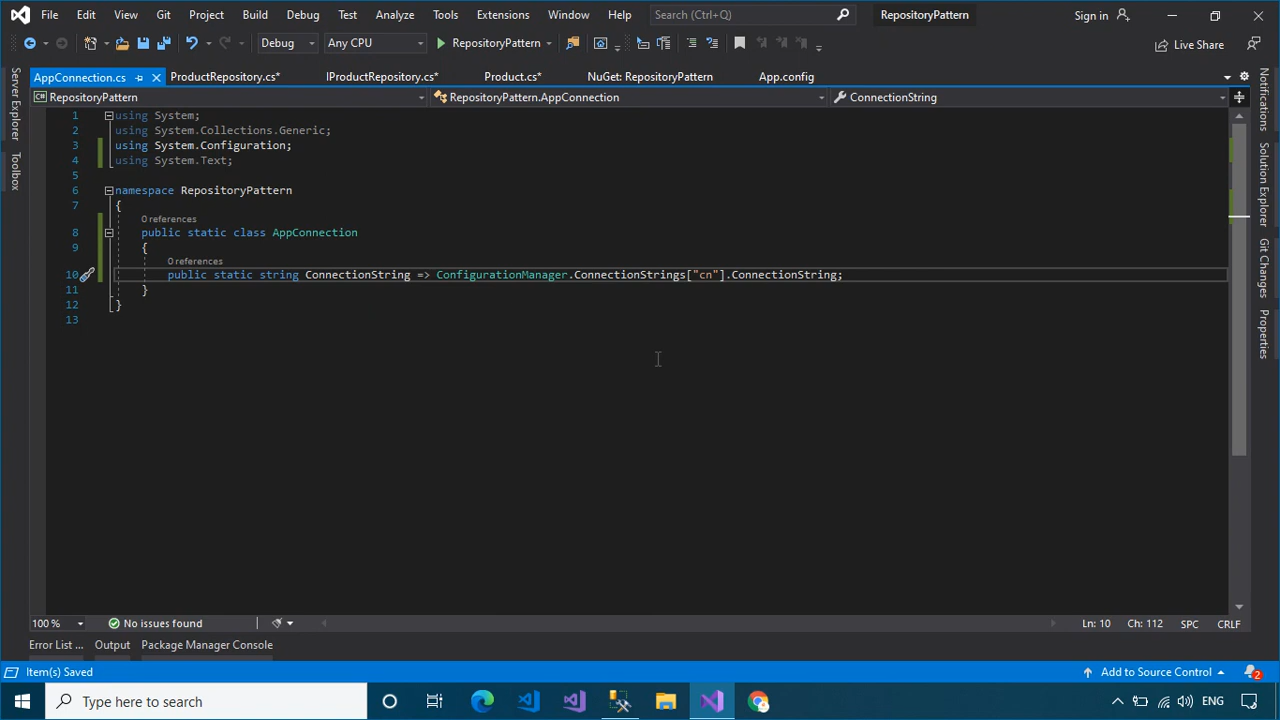 File Edit View Git Project Build Debug Test Analyze Tools Extensions Window Help Search (Ctrl+Q) RepositoryPattern Sign in
Debug Any CPU RepositoryPattern Live Share
AppConnection.cs ProductRepository.cs* IProductRepository.cs* Product.cs* NuGet: RepositoryPattern App.config
RepositoryPattern RepositoryPattern.AppConnection ConnectionString
Server Explorer
Toolbox
1 using System;
2 using System.Collections.Generic;
3 using System.Configuration;
4 using System.Text;
5
6 namespace RepositoryPattern
7 {
0 references
8 public static class AppConnection
9 {
0 references
10 public static string ConnectionString => ConfigurationManager.ConnectionStrings["cn"].ConnectionString;
11 }
12 }
13
Notifications
Solution Explorer
Git Changes
Properties
100 % No issues found Ln: 10 Ch: 112 SPC CRLF
Error List ... Output Package Manager Console
Item(s) Saved Add to Source Control 2
Type here to search ENG